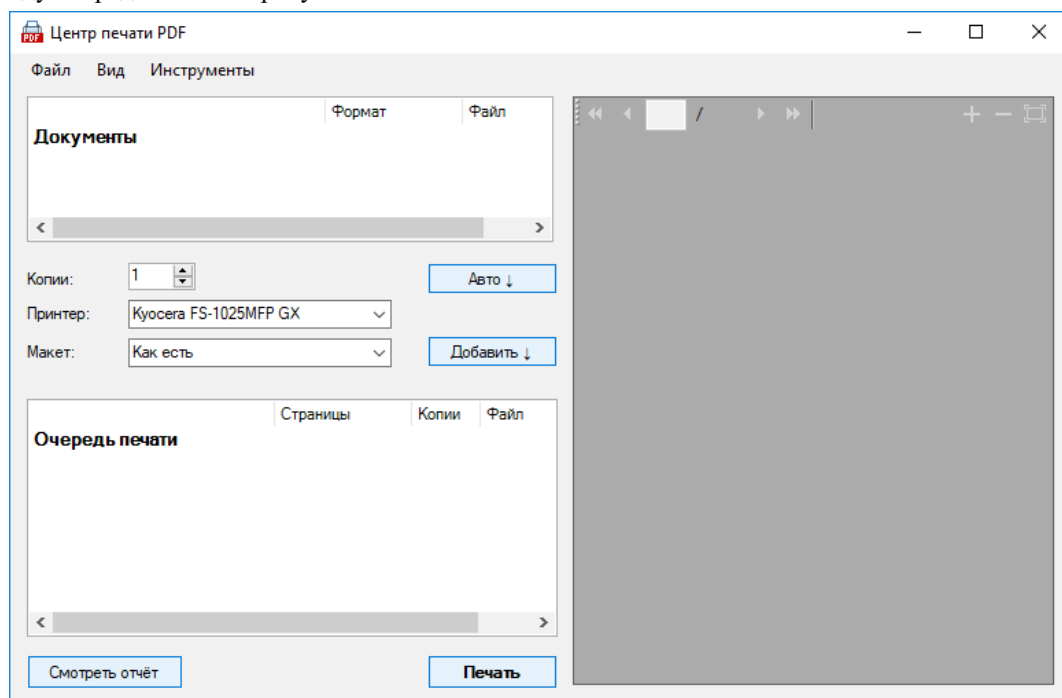 PDF Центр печати PDF
Файл Вид Инструменты
Формат Файл
Документы
/
Копии: 1 Авто ↓
Принтер: Kyocera FS-1025MFP GX
Макет: Как есть Добавить ↓
Страницы Копии Файл
Очередь печати
Смотреть отчёт Печать